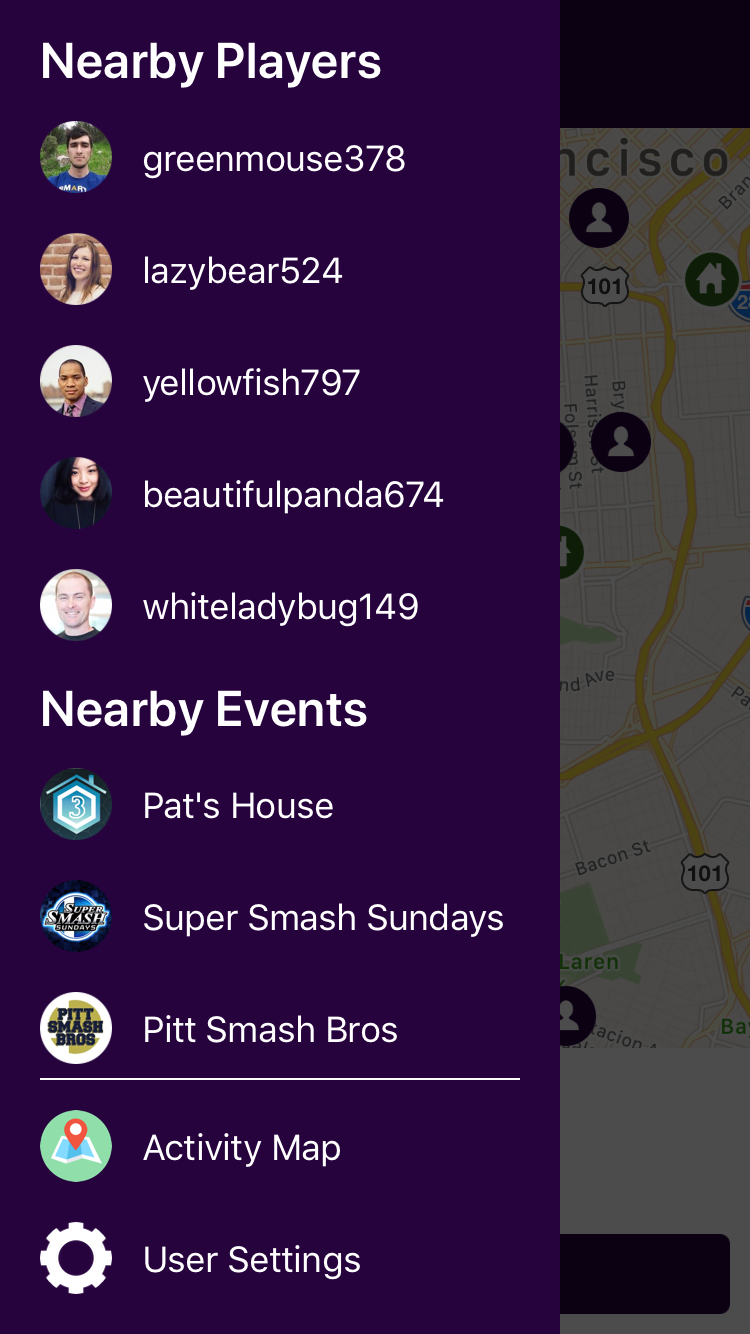 Nearby Players
greenmouse378
lazybear524
yellowfish797
beautifulpanda674
whiteladybug149
Nearby Events
3
Pat's House
SUPER
SMASH
SUNDAYS
Super Smash Sundays
PITT
SMASH
BROS
Pitt Smash Bros
Activity Map
User Settings
ncisco
101
Bry
Harris
St
Folsom St
nd Ave
Bacon St
101
Laren